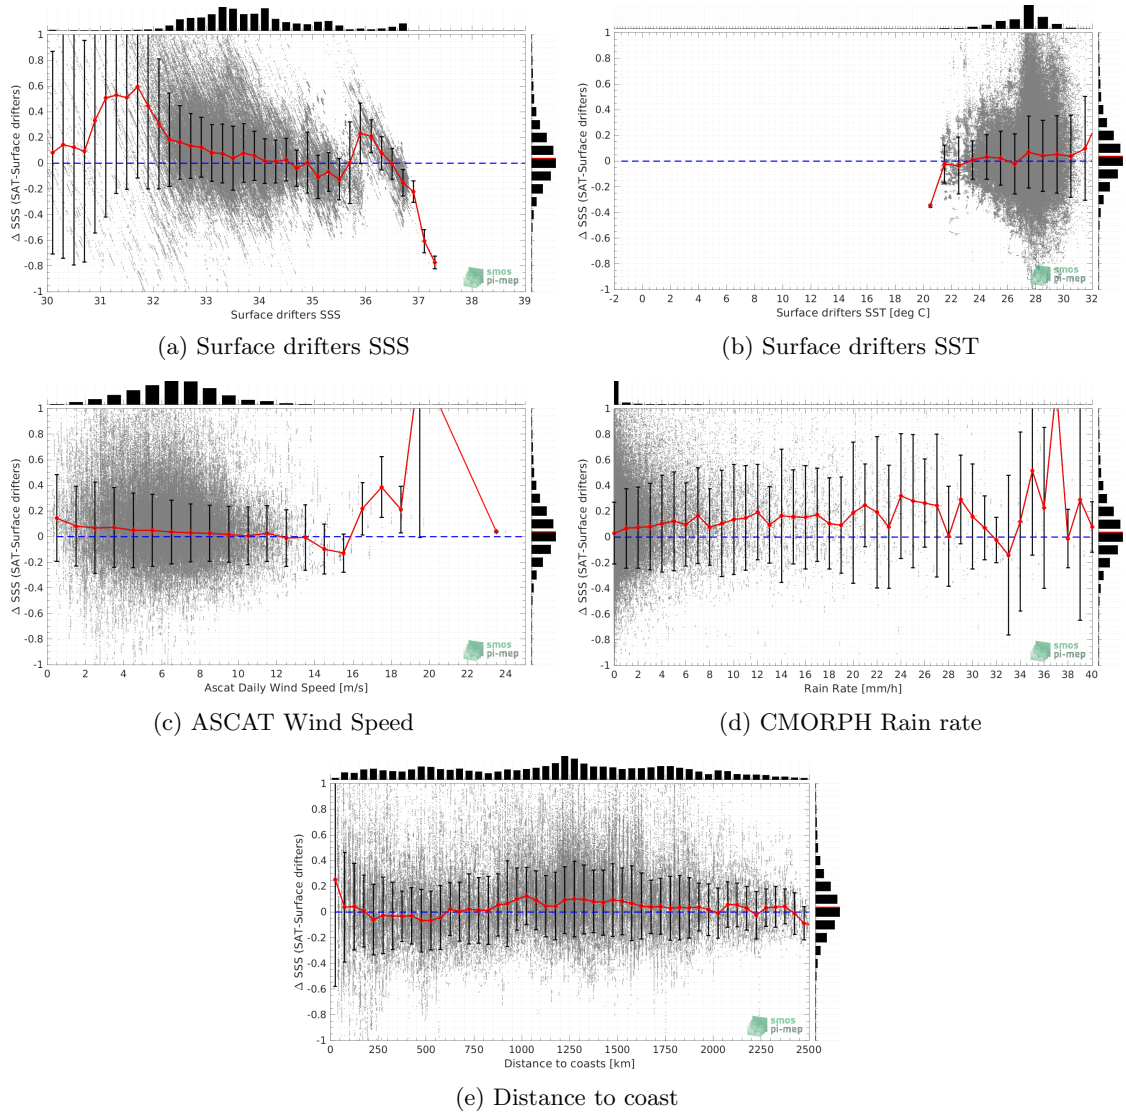 Δ SSS (SAT-Surface drifters)
1
0.8
0.6
0.4
0.2
0
-0.2
-0.4
-0.6
-0.8
-1
30 31 32 33 34 35 36 37 38 39
Surface drifters SSS
smos
pi-mep
(a) Surface drifters SSS
Δ SSS (SAT-Surface drifters)
1
0.8
0.6
0.4
0.2
0
-0.2
-0.4
-0.6
-0.8
-1
-2 0 2 4 6 8 10 12 14 16 18 20 22 24 26 28 30 32
Surface drifters SST [deg C]
smos
pi-mep
(b) Surface drifters SST
Δ SSS (SAT-Surface drifters)
1
0.8
0.6
0.4
0.2
0
-0.2
-0.4
-0.6
-0.8
-1
0 2 4 6 8 10 12 14 16 18 20 22 24
Ascat Daily Wind Speed [m/s]
smos
pi-mep
(c) ASCAT Wind Speed
Δ SSS (SAT-Surface drifters)
1
0.8
0.6
0.4
0.2
0
-0.2
-0.4
-0.6
-0.8
-1
0 2 4 6 8 10 12 14 16 18 20 22 24 26 28 30 32 34 36 38 40
Rain Rate [mm/h]
smos
pi-mep
(d) CMORPH Rain rate
Δ SSS (SAT-Surface drifters)
1
0.8
0.6
0.4
0.2
0
-0.2
-0.4
-0.6
-0.8
-1
0 250 500 750 1000 1250 1500 1750 2000 2250 2500
Distance to coasts [km]
smos
pi-mep
(e) Distance to coast